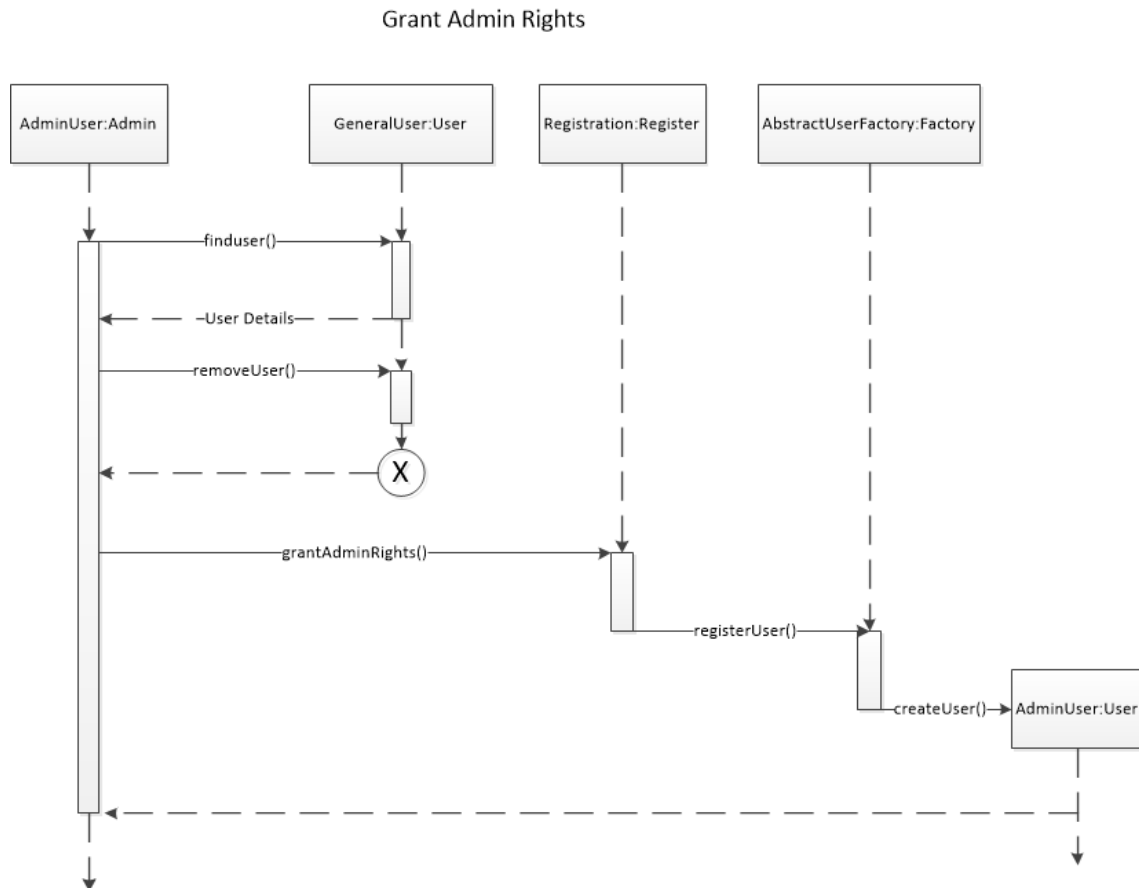 Grant Admin Rights
AdminUser:Admin
GeneralUser:User
Registration:Register
AbstractUserFactory:Factory
finduser()
User Details
removeUser()
X
grantAdminRights()
registerUser()
createUser()
AdminUser:User